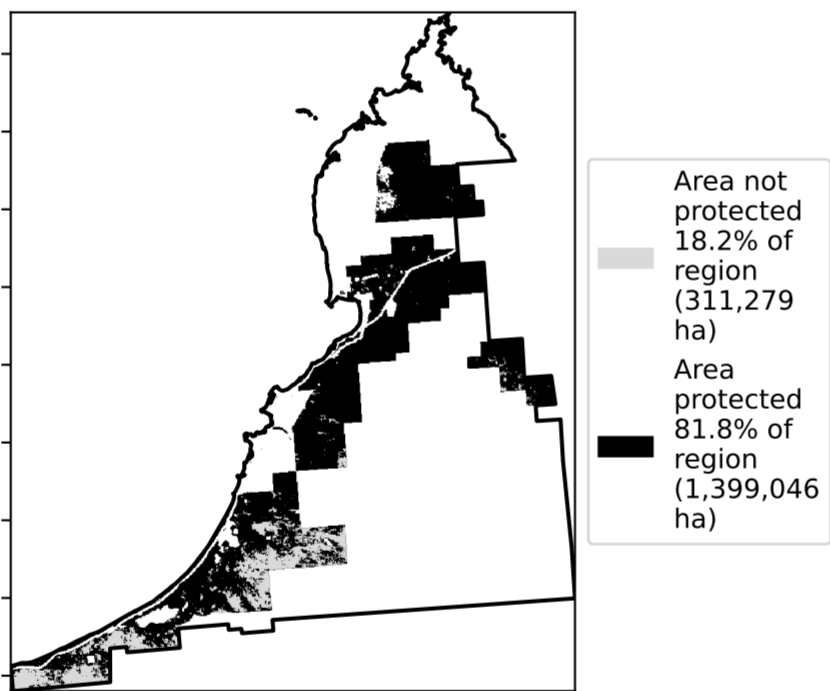 Area not
protected
18.2% of
region
(311,279
ha)
Area
protected
81.8% of
region
(1,399,046
ha)